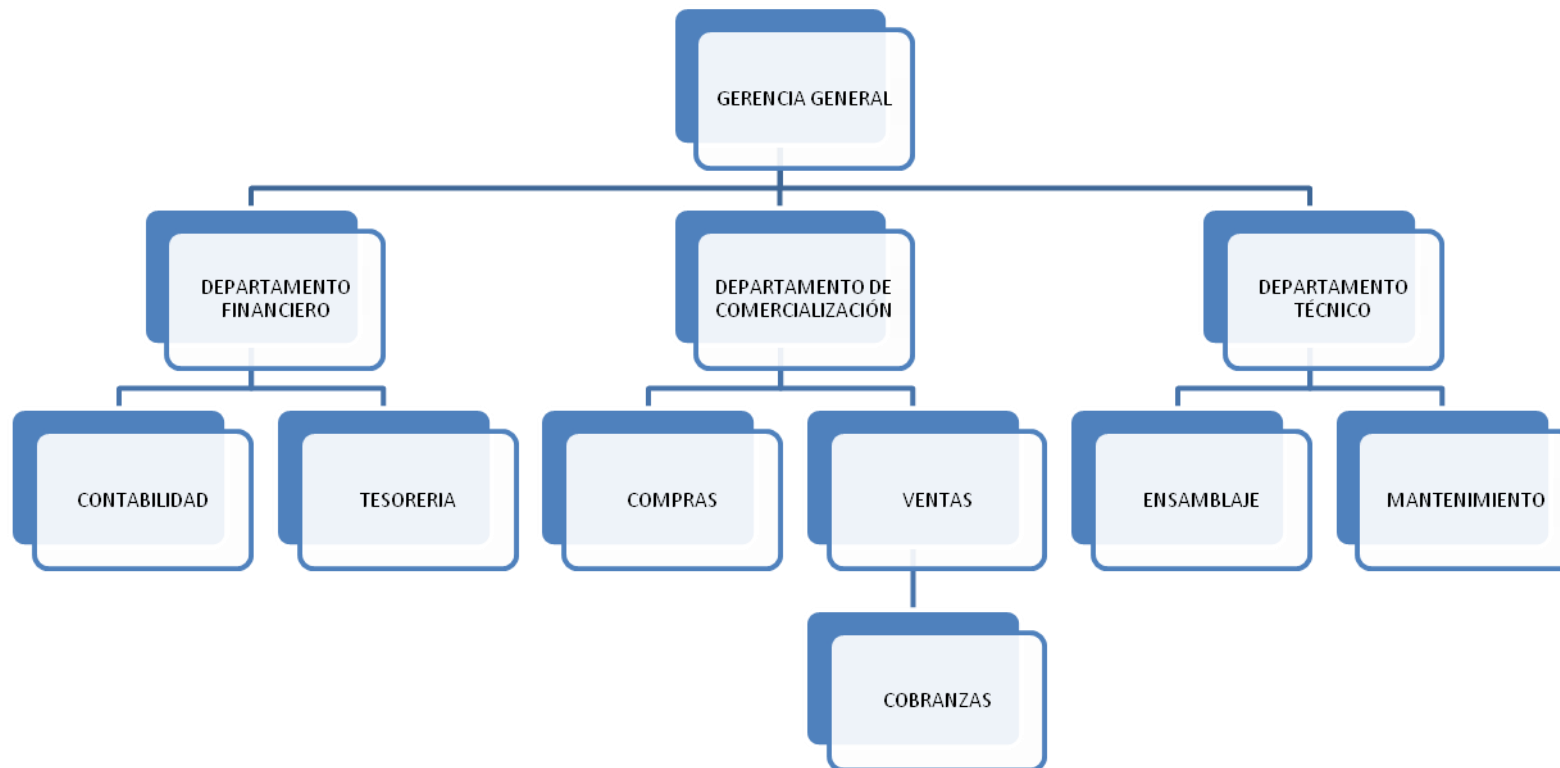 GERENCIA GENERAL
DEPARTAMENTO
FINANCIERO
DEPARTAMENTO DE
COMERCIALIZACIÓN
DEPARTAMENTO
TÉCNICO
CONTABILIDAD
TESORERIA
COMPRAS
VENTAS
ENSAMBLAJE
MANTENIMIENTO
COBRANZAS